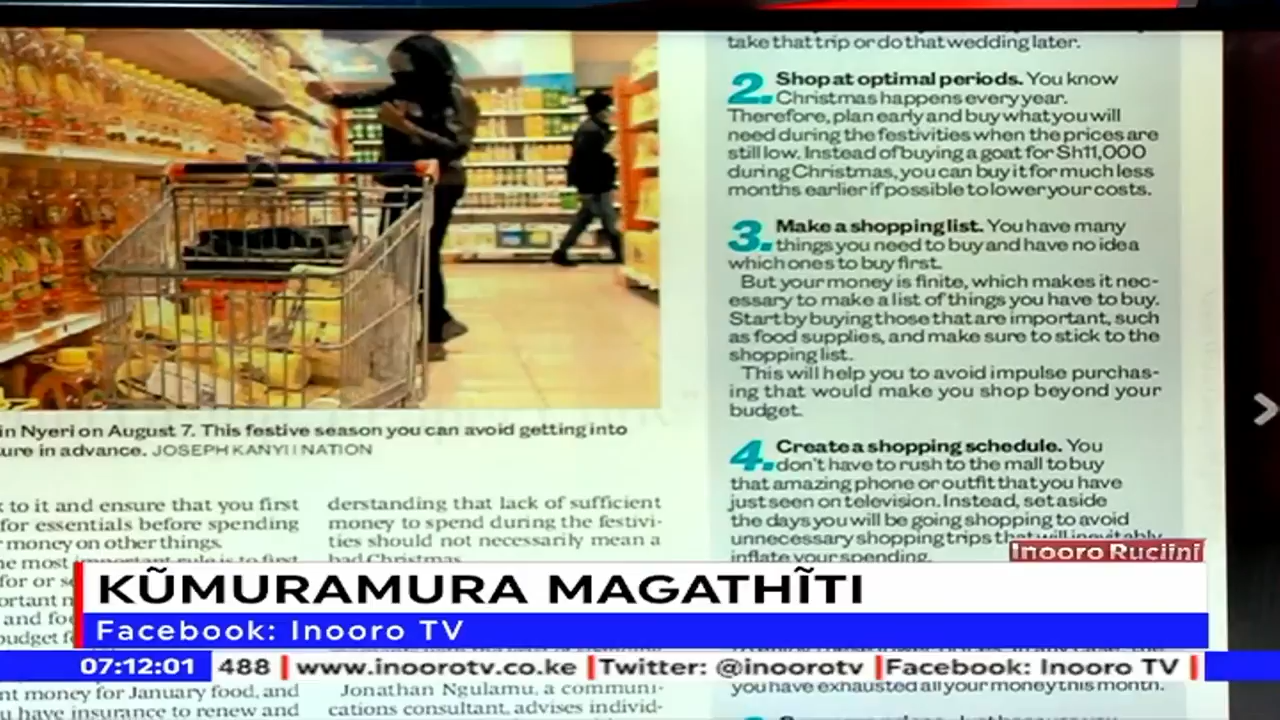 take that trip or do that wedding later.
2. Shop at optimal periods. You know
Christmas happens every year.
Therefore, plan early and buy what you will
need during the festivities when the prices are
still low. Instead of buying a goat for Sh11,000
during Christmas, you can buy it for much less
months earlier if possible to lower your costs.
3. Make a shopping list. You have many
things you need to buy and have no idea
which ones to buy first.
But your money is finite, which makes it nec-
essary to make a list of things you have to buy.
Start by buying those that are important, such
as food supplies, and make sure to stick to the
shopping list.
This will help you to avoid impulse purchas-
ing that would make you shop beyond your
budget.
4. Create a shopping schedule. You
don't have to rush to the mall to buy
that amazing phone or outfit that you have
just seen on television. Instead, set aside
the days you will be going shopping to avoid
unnecessary shopping trips that will inevitably
inflate your spending.
in Nyeri on August 7. This festive season you can avoid getting into
ure in advance. JOSEPH KANYI I NATION
to it and ensure that you first
for essentials before spending
money on other things.
most important rule is to first
for or
and
derstanding that lack of sufficient
money to spend during the festivi-
ties should not necessarily mean a
bad Christmas.
Inooro Ruciini
KŨMURAMURA MAGATHĨTI
Facebook: Inooro TV
07:12:01 488 | www.inoorotv.co.ke | Twitter: @inoorotv | Facebook: Inooro TV |
nt money for January food, and
u have insurance to renew and
Jonathan Ngulamu, a communi-
cations consultant, advises individ-
you have exhausted all your money this month.